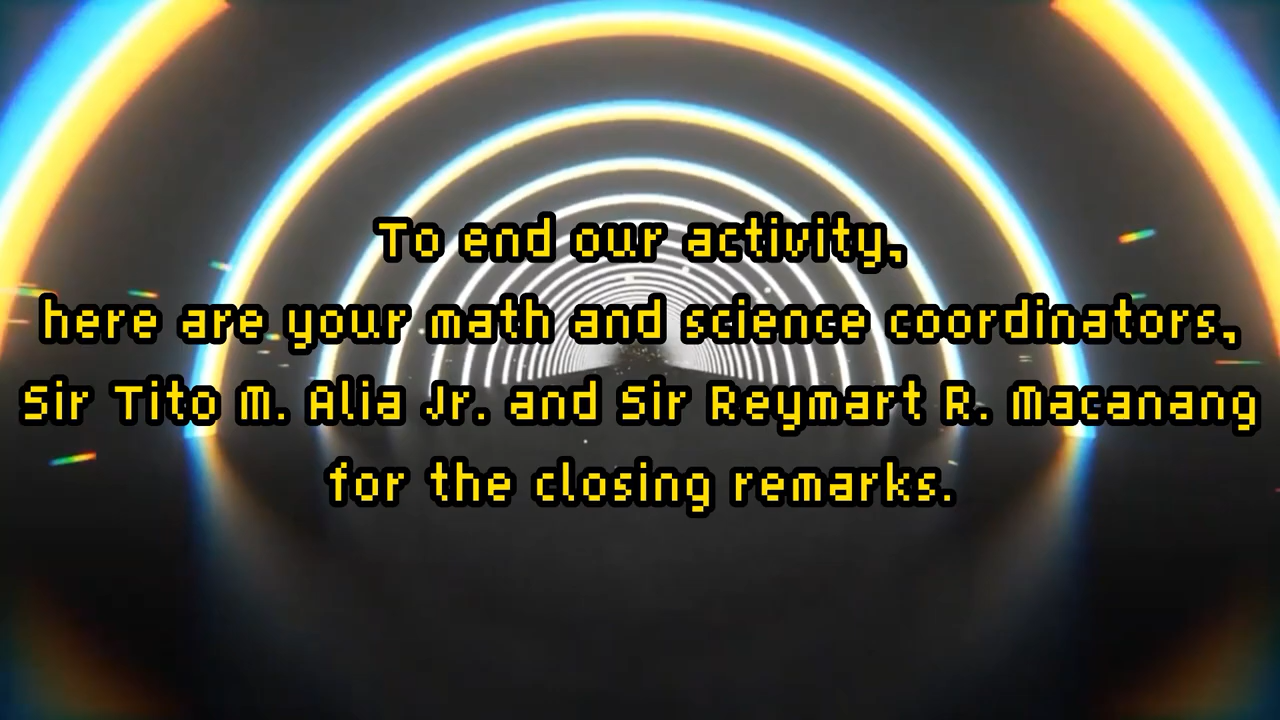 To end our activity,
here are your math and science coordinators,
Sir Tito M. Alia Jr. and Sir Reymart R. Macanang
for the closing remarks.